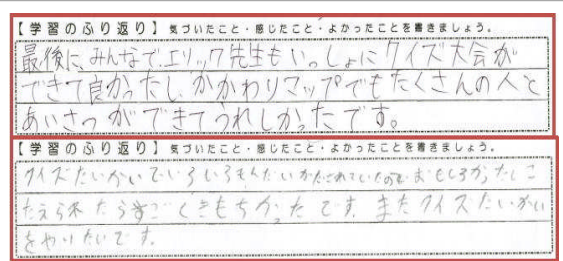 【学習のふり返り】 気づいたこと・感じたこと・よかったことを書きましょう。
最後に、みんなで、エリック先生もいっしょにクイズ大会が
できて良かったし、かかわりマップでもたくさんの人と
あいさつができてうれしかったです。
【学習のふり返り】 気づいたこと・感じたこと・よかったことを書きましょう。
クイズたいかいでいろいろもんだいがだされていたのもおもしろかったしこ
たえられたらすごくきもちかったです。またクイズたいかい
をやりたいです。